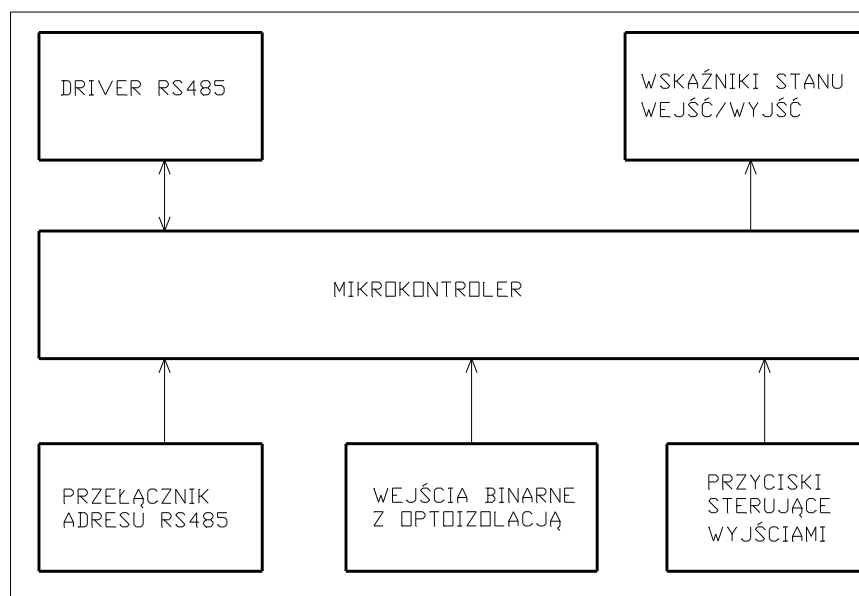 DRIVER RS485
WSKAŹNIKI STANU
WEJŚĆ/WYJŚĆ
MIKROKONTROLER
PRZEŁĄCZNIK
ADRESU RS485
WEJŚCIA BINARNE
Z OPTOIZOLACJĄ
PRZYCISKI
STERUJĄCE
WYJŚCIAMI